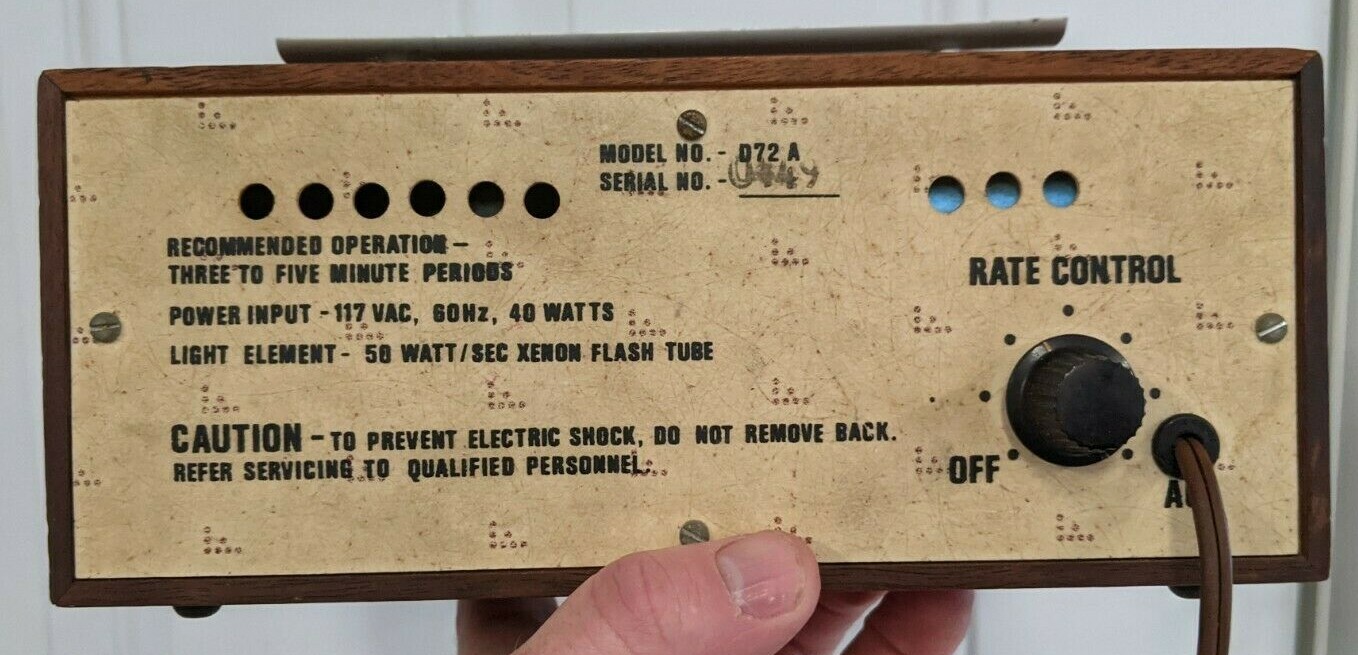 MODEL NO. - D72 A
SERIAL NO. -
RECOMMENDED OPERATION -
THREE TO FIVE MINUTE PERIODS
POWER INPUT - 117 VAC, 60Hz, 40 WATTS
LIGHT ELEMENT - 50 WATT/SEC XENON FLASH TUBE
CAUTION - TO PREVENT ELECTRIC SHOCK, DO NOT REMOVE BACK.
REFER SERVICING TO QUALIFIED PERSONNEL.
RATE CONTROL
OFF